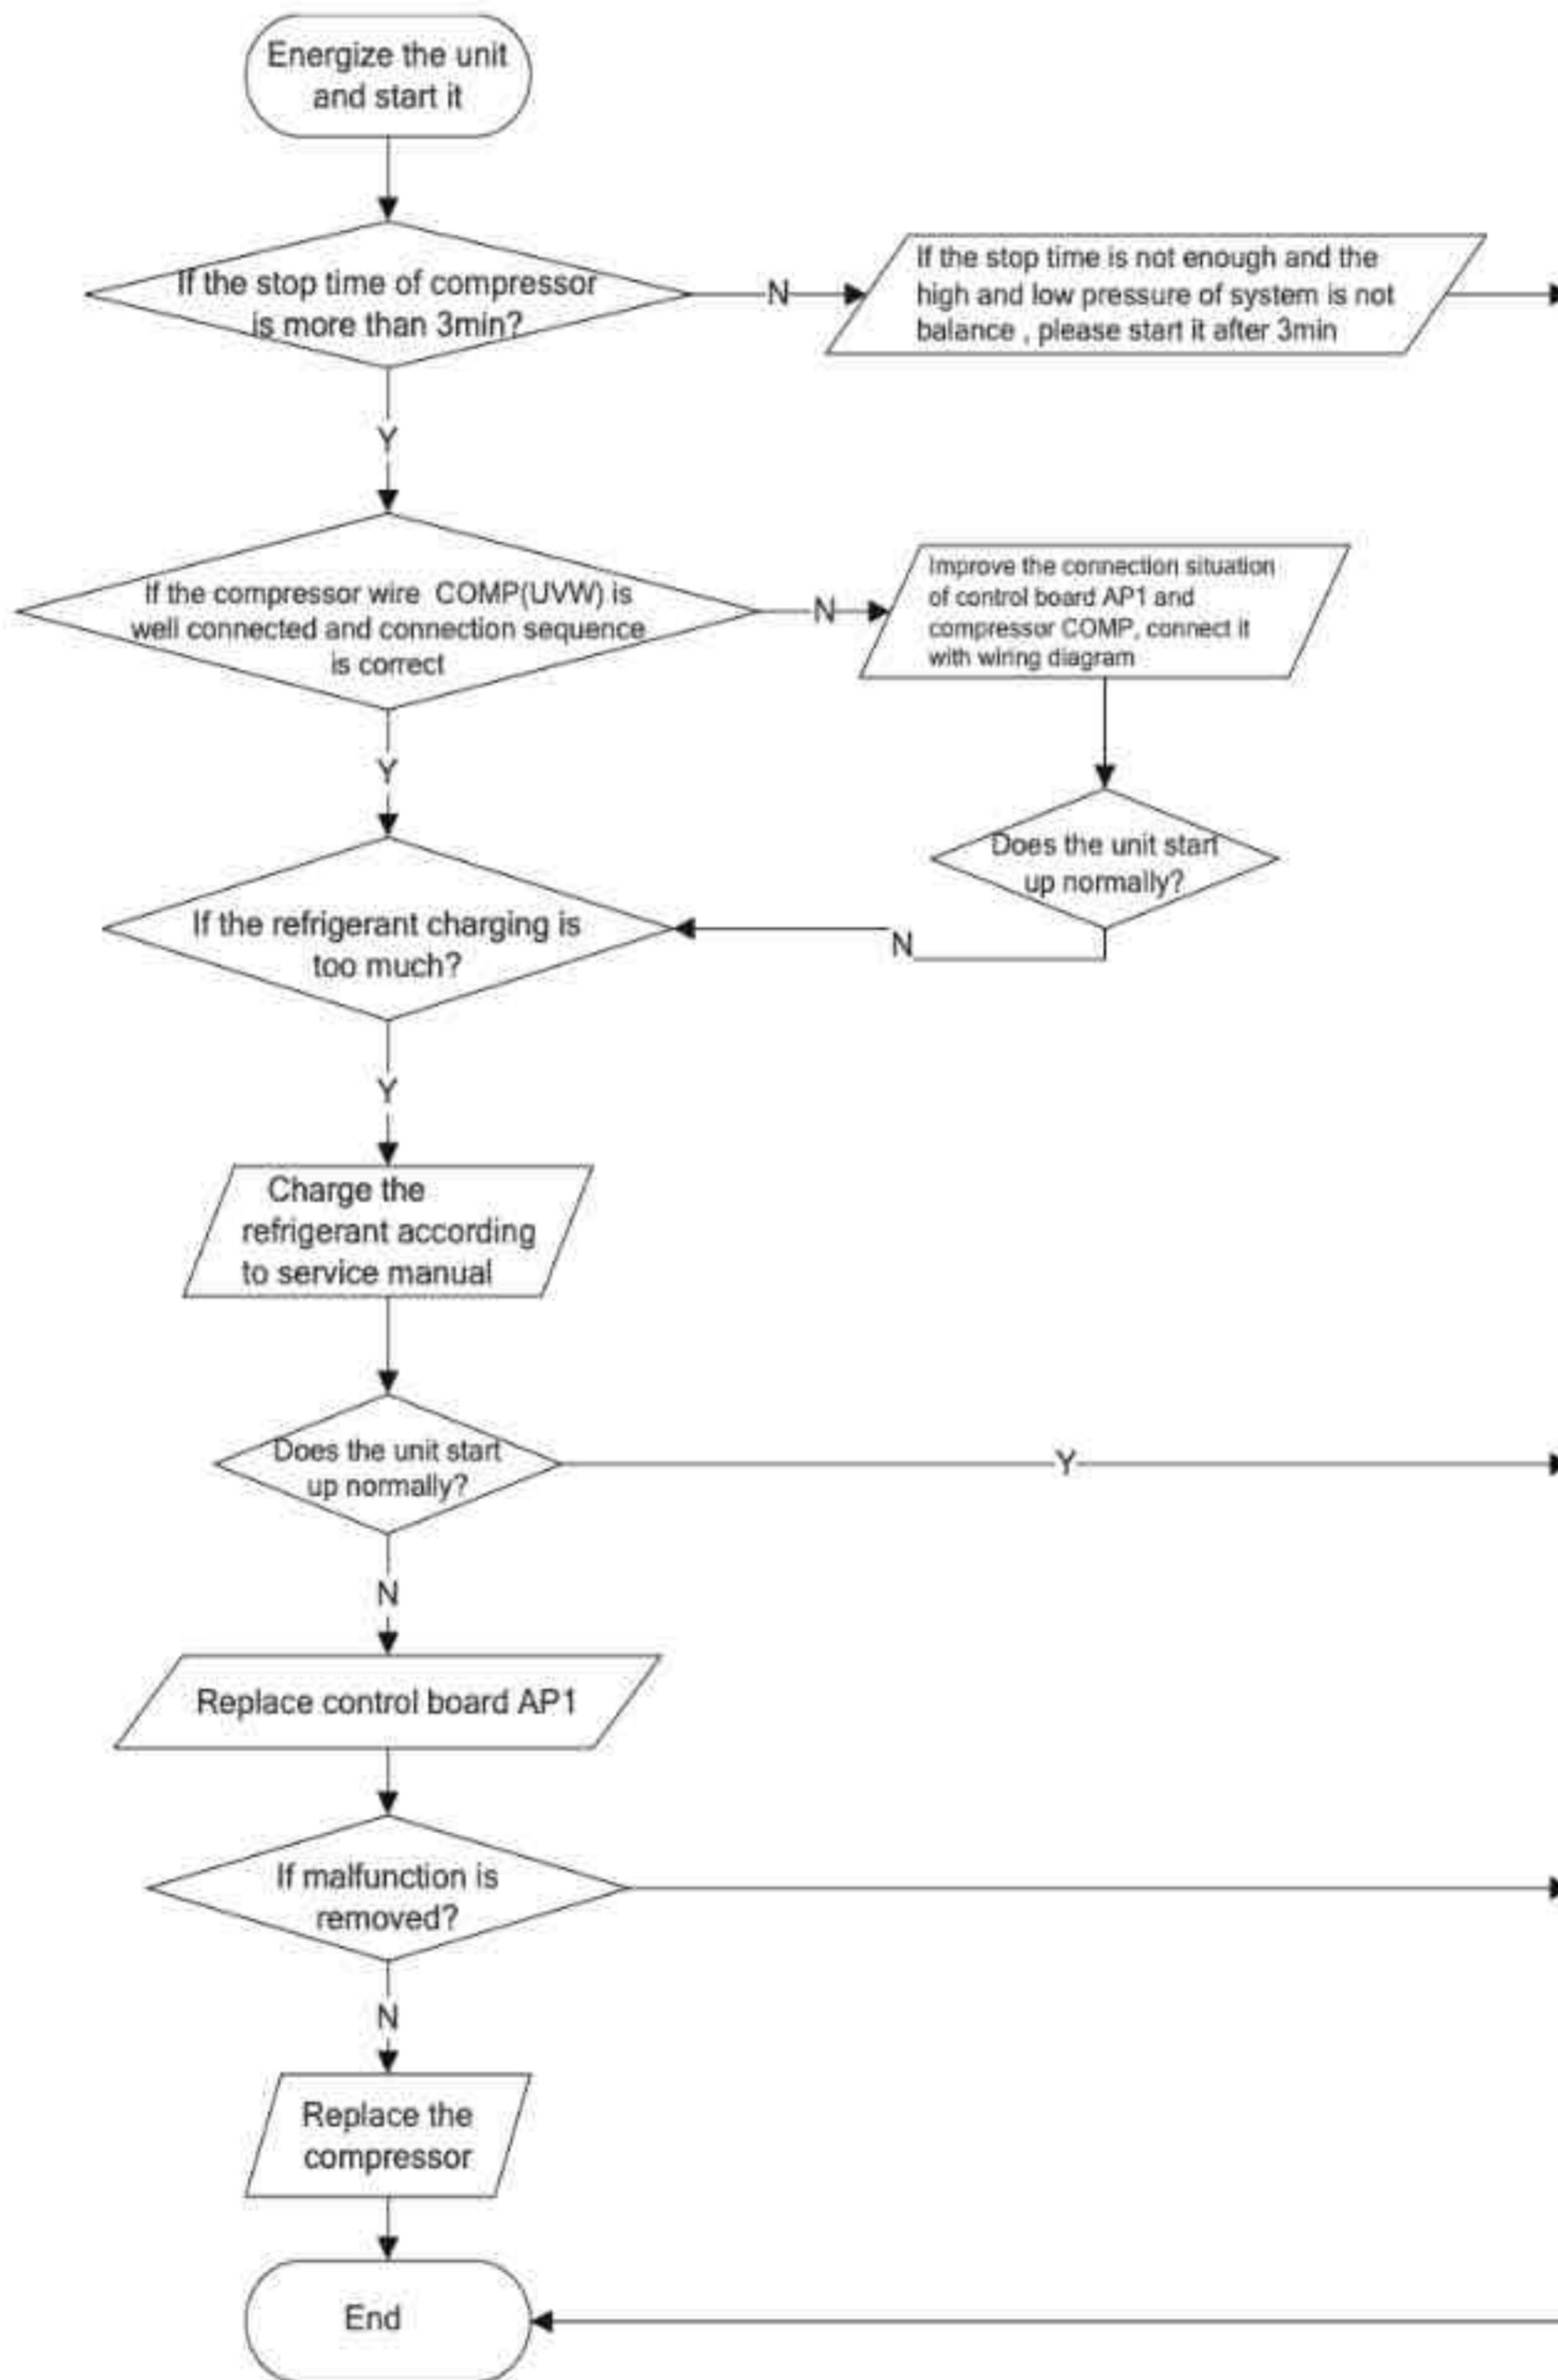 Energize the unit
and start it
If the stop time of compressor
is more than 3min?
N
If the stop time is not enough and the
high and low pressure of system is not
balance , please start it after 3min
Y
If the compressor wire COMP(UVW) is
well connected and connection sequence
is correct
N
Improve the connection situation
of control board AP1 and
compressor COMP, connect it
with wiring diagram
Y
Does the unit start
up normally?
If the refrigerant charging is
too much?
N
Y
Charge the
refrigerant according
to service manual
Does the unit start
up normally?
Y
N
Replace control board AP1
If malfunction is
removed?
N
Replace the
compressor
End